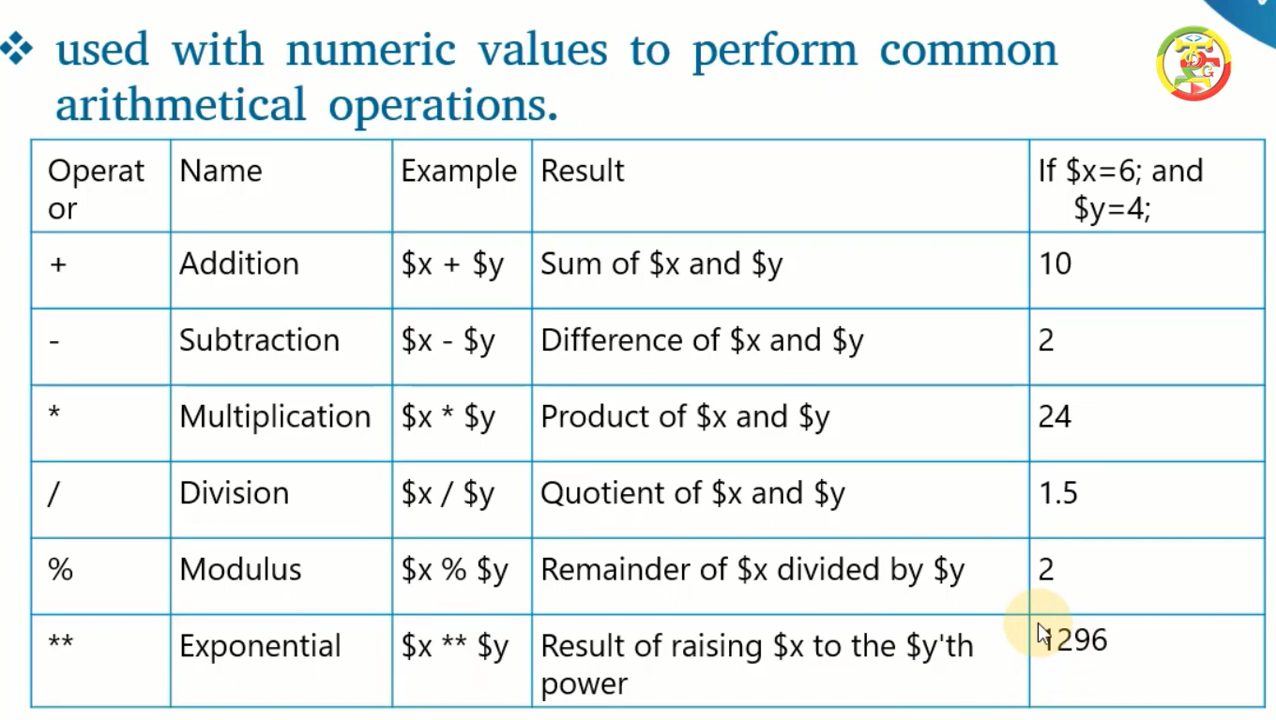 ❖ used with numeric values to perform common
arithmetical operations.
Operat
or
Name
Example
Result
If $x=6; and
$y=4;
+
Addition
$x + $y
Sum of $x and $y
10
-
Subtraction
$x - $y
Difference of $x and $y
2
*
Multiplication
$x * $y
Product of $x and $y
24
/
Division
$x / $y
Quotient of $x and $y
1.5
%
Modulus
$x % $y
Remainder of $x divided by $y
2
**
Exponential
$x ** $y
Result of raising $x to the $y'th
power
1296